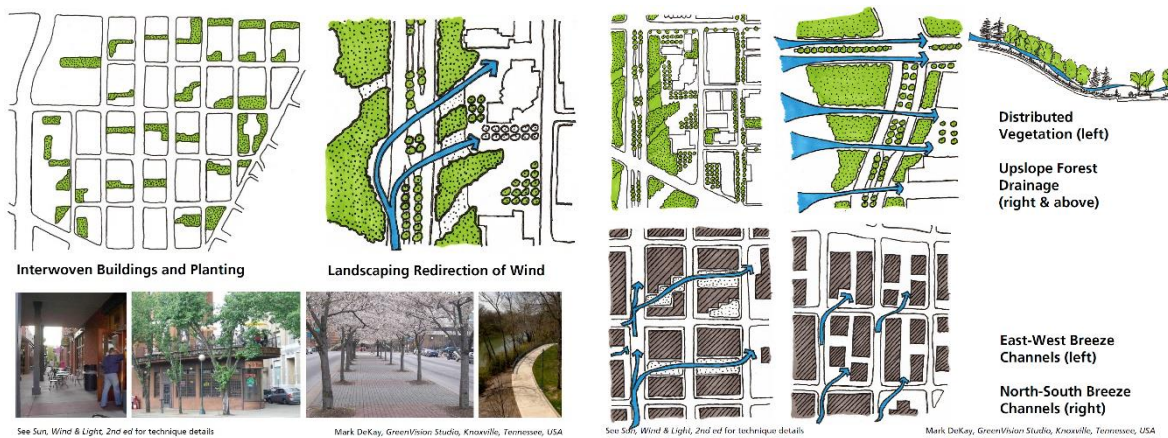 Interwoven Buildings and Planting
Landscaping Redirection of Wind
See Sun, Wind & Light, 2nd ed for technique details
Mark DeKay, GreenVision Studio, Knoxville, Tennessee, USA
Distributed
Vegetation (left)
Upslope Forest
Drainage
(right & above)
East-West Breeze
Channels (left)
North-South Breeze
Channels (right)
See Sun, Wind & Light, 2nd ed for technique details
Mark DeKay, GreenVision Studio, Knoxville, Tennessee, USA